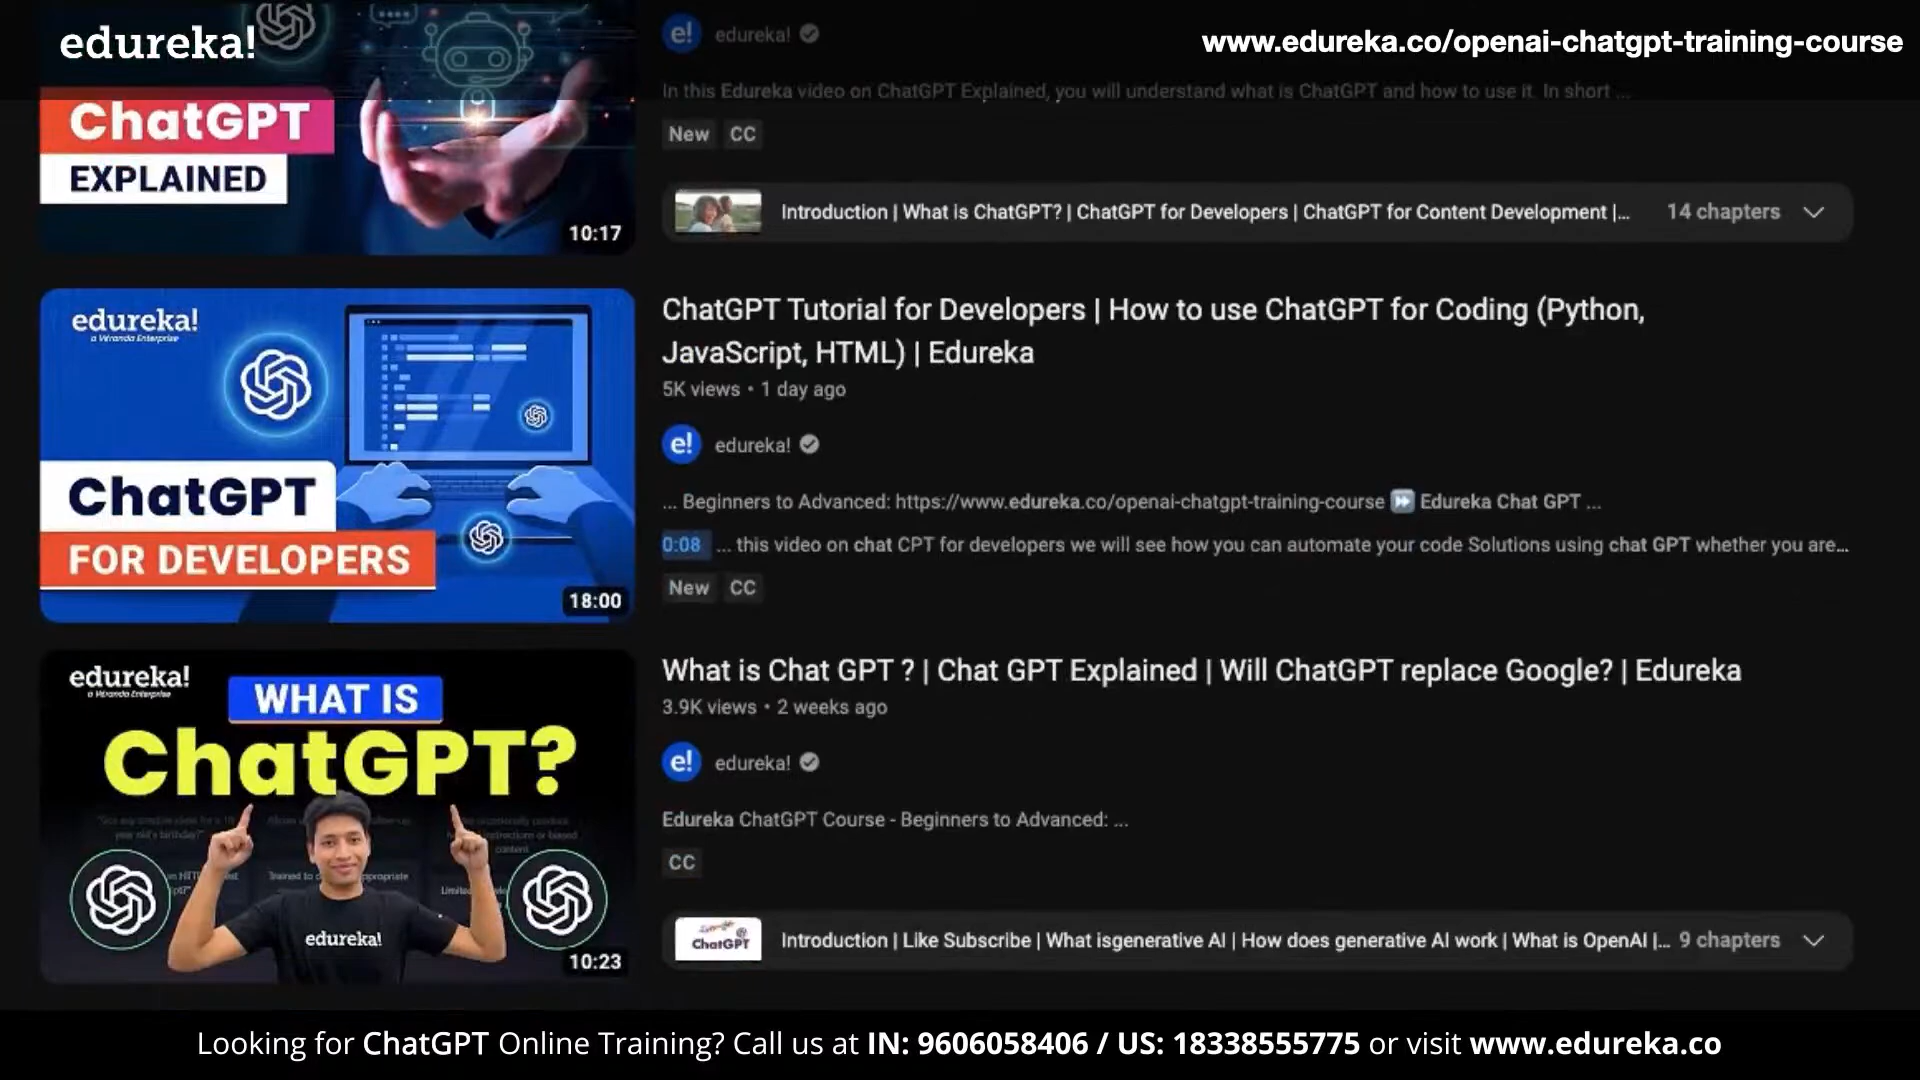 edureka!
www.edureka.co/openai-chatgpt-training-course
ChatGPT
EXPLAINED
10:17
e! edureka!
In this Edureka video on ChatGPT Explained, you will understand what is ChatGPT and how to use it. In short ...
New CC
Introduction | What is ChatGPT? | ChatGPT for Developers | ChatGPT for Content Development |... 14 chapters
edureka!
a Veranda Enterprise
ChatGPT
FOR DEVELOPERS
18:00
ChatGPT Tutorial for Developers | How to use ChatGPT for Coding (Python,
JavaScript, HTML) | Edureka
5K views • 1 day ago
e! edureka!
... Beginners to Advanced: https://www.edureka.co/openai-chatgpt-training-course ⏩ Edureka Chat GPT ...
0:08 ... this video on chat CPT for developers we will see how you can automate your code Solutions using chat GPT whether you are...
New CC
edureka!
a Veranda Enterprise
WHAT IS
ChatGPT?
edureka!
10:23
What is Chat GPT ? | Chat GPT Explained | Will ChatGPT replace Google? | Edureka
3.9K views • 2 weeks ago
e! edureka!
Edureka ChatGPT Course - Beginners to Advanced: ...
CC
ChatGPT
Introduction | Like Subscribe | What isgenerative AI | How does generative AI work | What is OpenAI |... 9 chapters
Looking for ChatGPT Online Training? Call us at IN: 9606058406 / US: 18338555775 or visit www.edureka.co